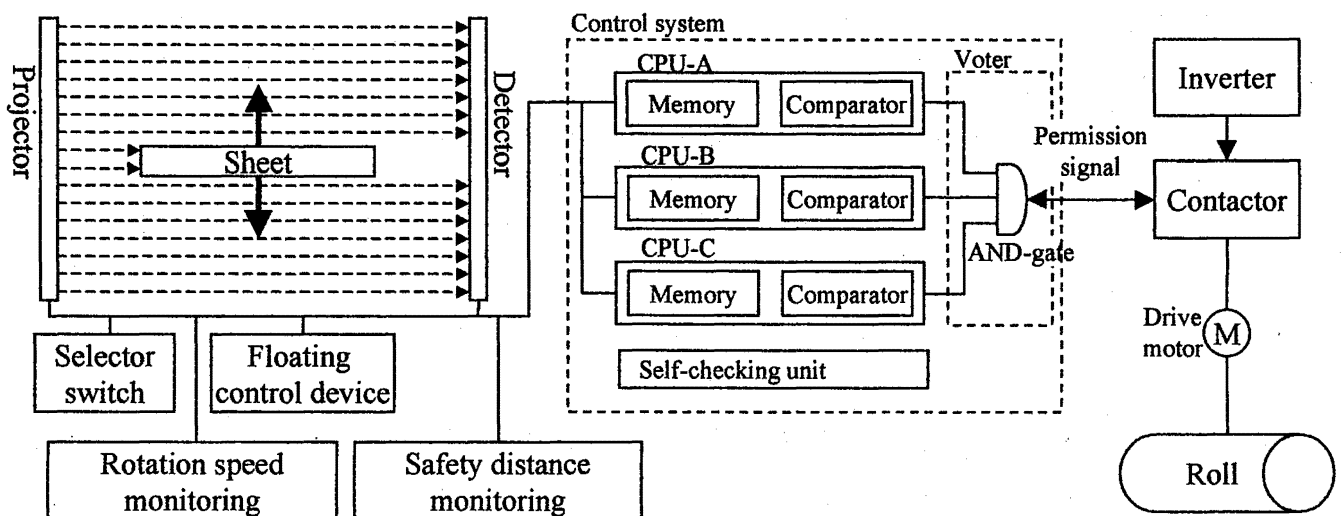 Projector
Sheet
Detector
Selector
switch
Floating
control device
Rotation speed
monitoring
Safety distance
monitoring
Control system
CPU-A
Memory
Comparator
CPU-B
Memory
Comparator
CPU-C
Memory
Comparator
Self-checking unit
Voter
AND-gate
Permission
signal
Inverter
Contactor
Drive
motor
M
Roll